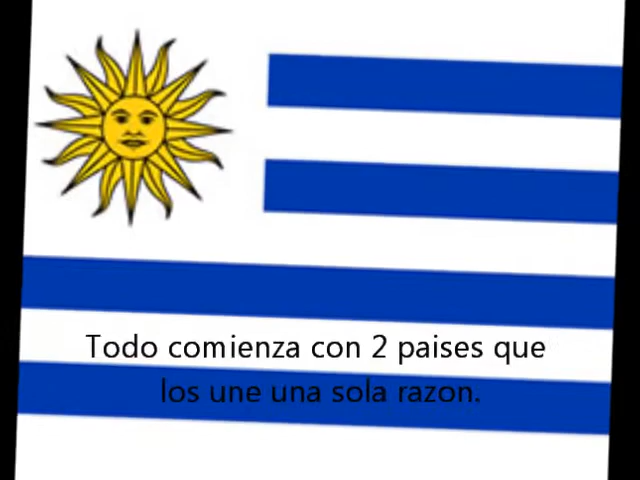 Todo comienza con 2 paises que
los une una sola razon.